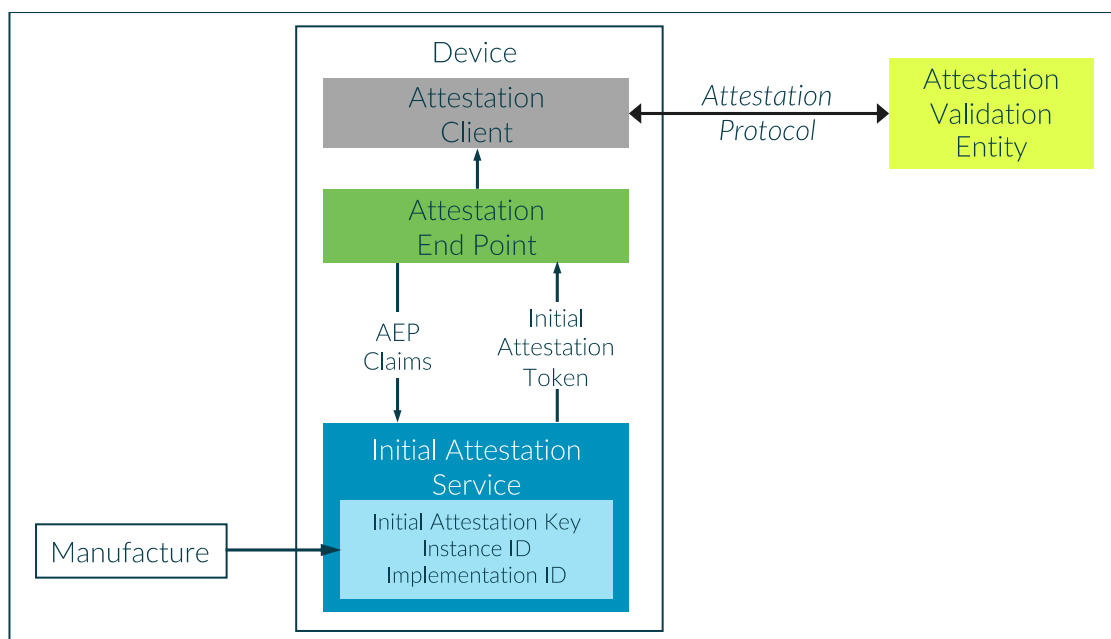 Device
Attestation
Client
Attestation
Protocol
Attestation
Validation
Entity
Attestation
End Point
AEP
Claims
Initial
Attestation
Token
Initial Attestation
Service
Initial Attestation Key
Instance ID
Implementation ID
Manufacture